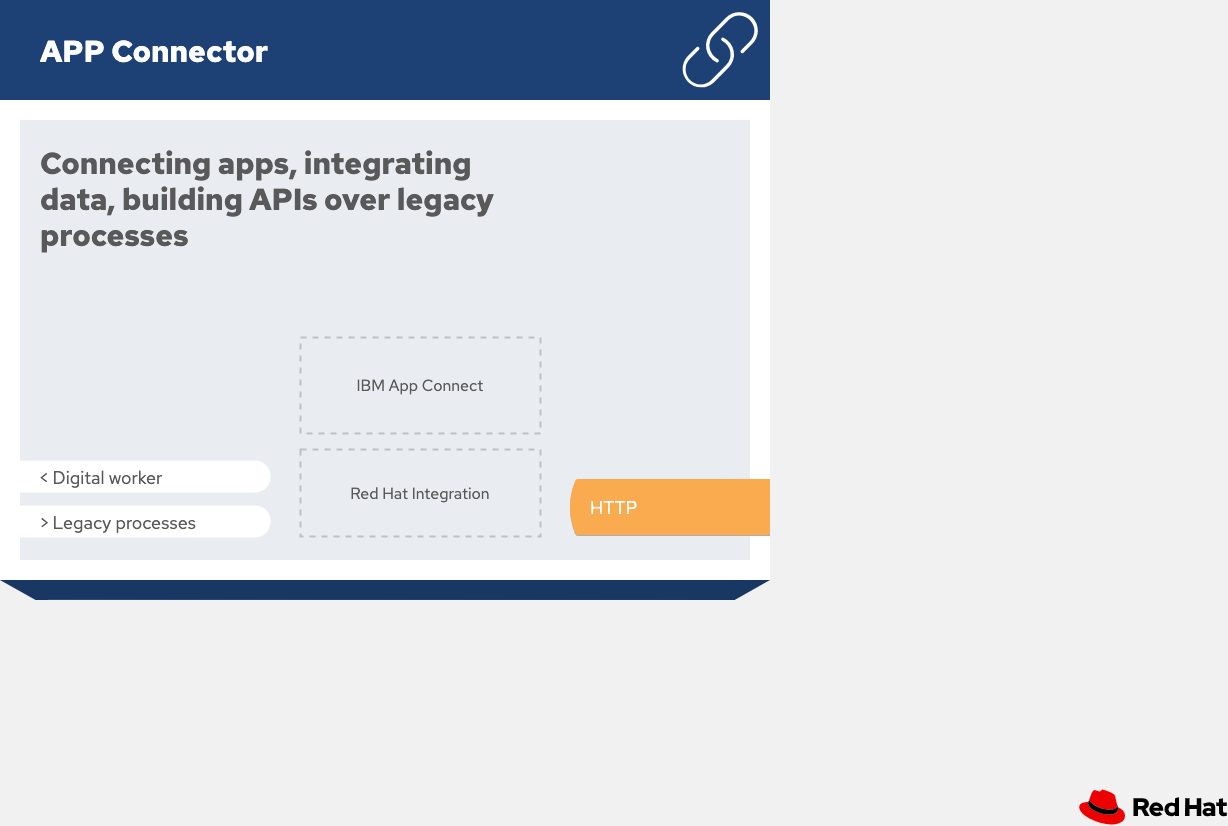 APP Connector
Connecting apps, integrating
data, building APIs over legacy
processes
IBM App Connect
< Digital worker
Red Hat Integration
HTTP
> Legacy processes
Red Hat